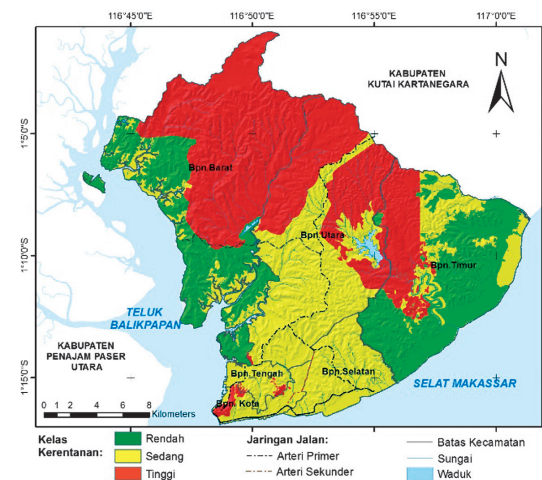 116°45'0"E 116°50'0"E 116°55'0"E 117°0'0"E
KABUPATEN
KUTAI KARTANEGARA
N
1°5'0"S
Bpn.Barat
Bpn.Utara
1°10'0"S
Bpn.Timur
TELUK
BALIKPAPAN
KABUPATEN
PENAJAM PASER
UTARA
1°15'0"S
Bpn.Tengah
Bpn.Selatan
SELAT MAKASSAR
Bpn. Kota
0 1 2 4 6 8
Kilometers
Kelas
Kerentanan:
Rendah
Sedang
Tinggi
Jaringan Jalan:
Arteri Primer
Arteri Sekunder
Batas Kecamatan
Sungai
Waduk